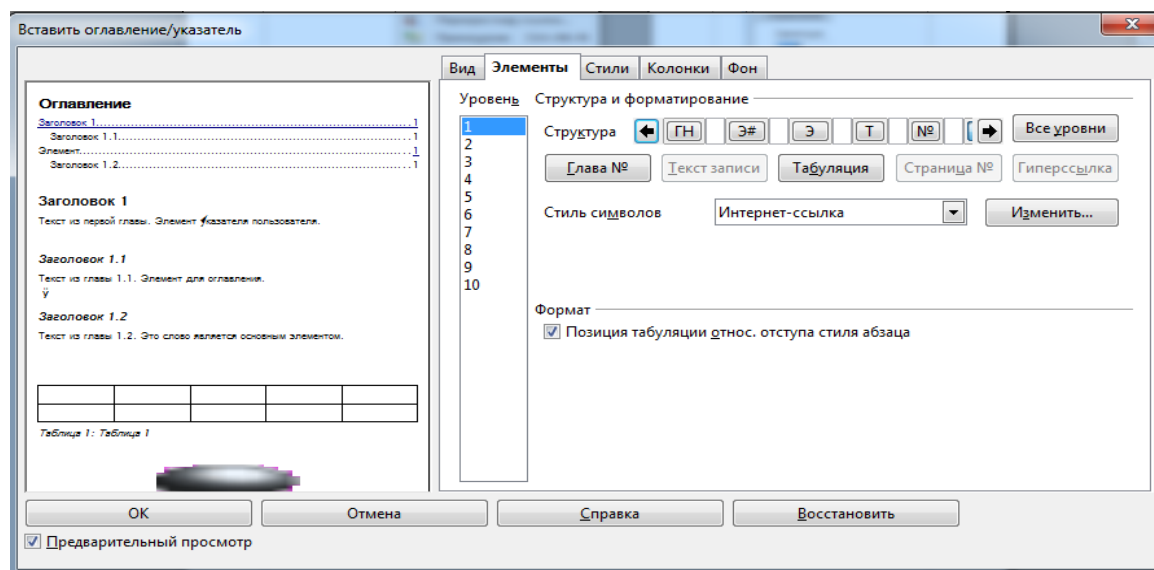 Вставить оглавление/указатель
Оглавление
Заголовок 1 1
Заголовок 1.1 1
Элемент 1
Заголовок 1.2 1
Заголовок 1
Текст из первой главы. Элемент указателя пользователя.
Заголовок 1.1
Текст из главы 1.1. Элемент для оглавления.
ÿ
Заголовок 1.2
Текст из главы 1.2. Это слово является основным элементом.
Таблица 1: Таблица 1
Вид Элементы Стили Колонки Фон
Уровень Структура и форматирование
1
2
3
4
5
6
7
8
9
10
Структура ГН Э# Э Т № Все уровни
Глава № Текст записи Табуляция Страница № Гиперссылка
Стиль символов Интернет-ссылка Изменить...
Формат
Позиция табуляции относ. отступа стиля абзаца
ОК Отмена Справка Восстановить
Предварительный просмотр